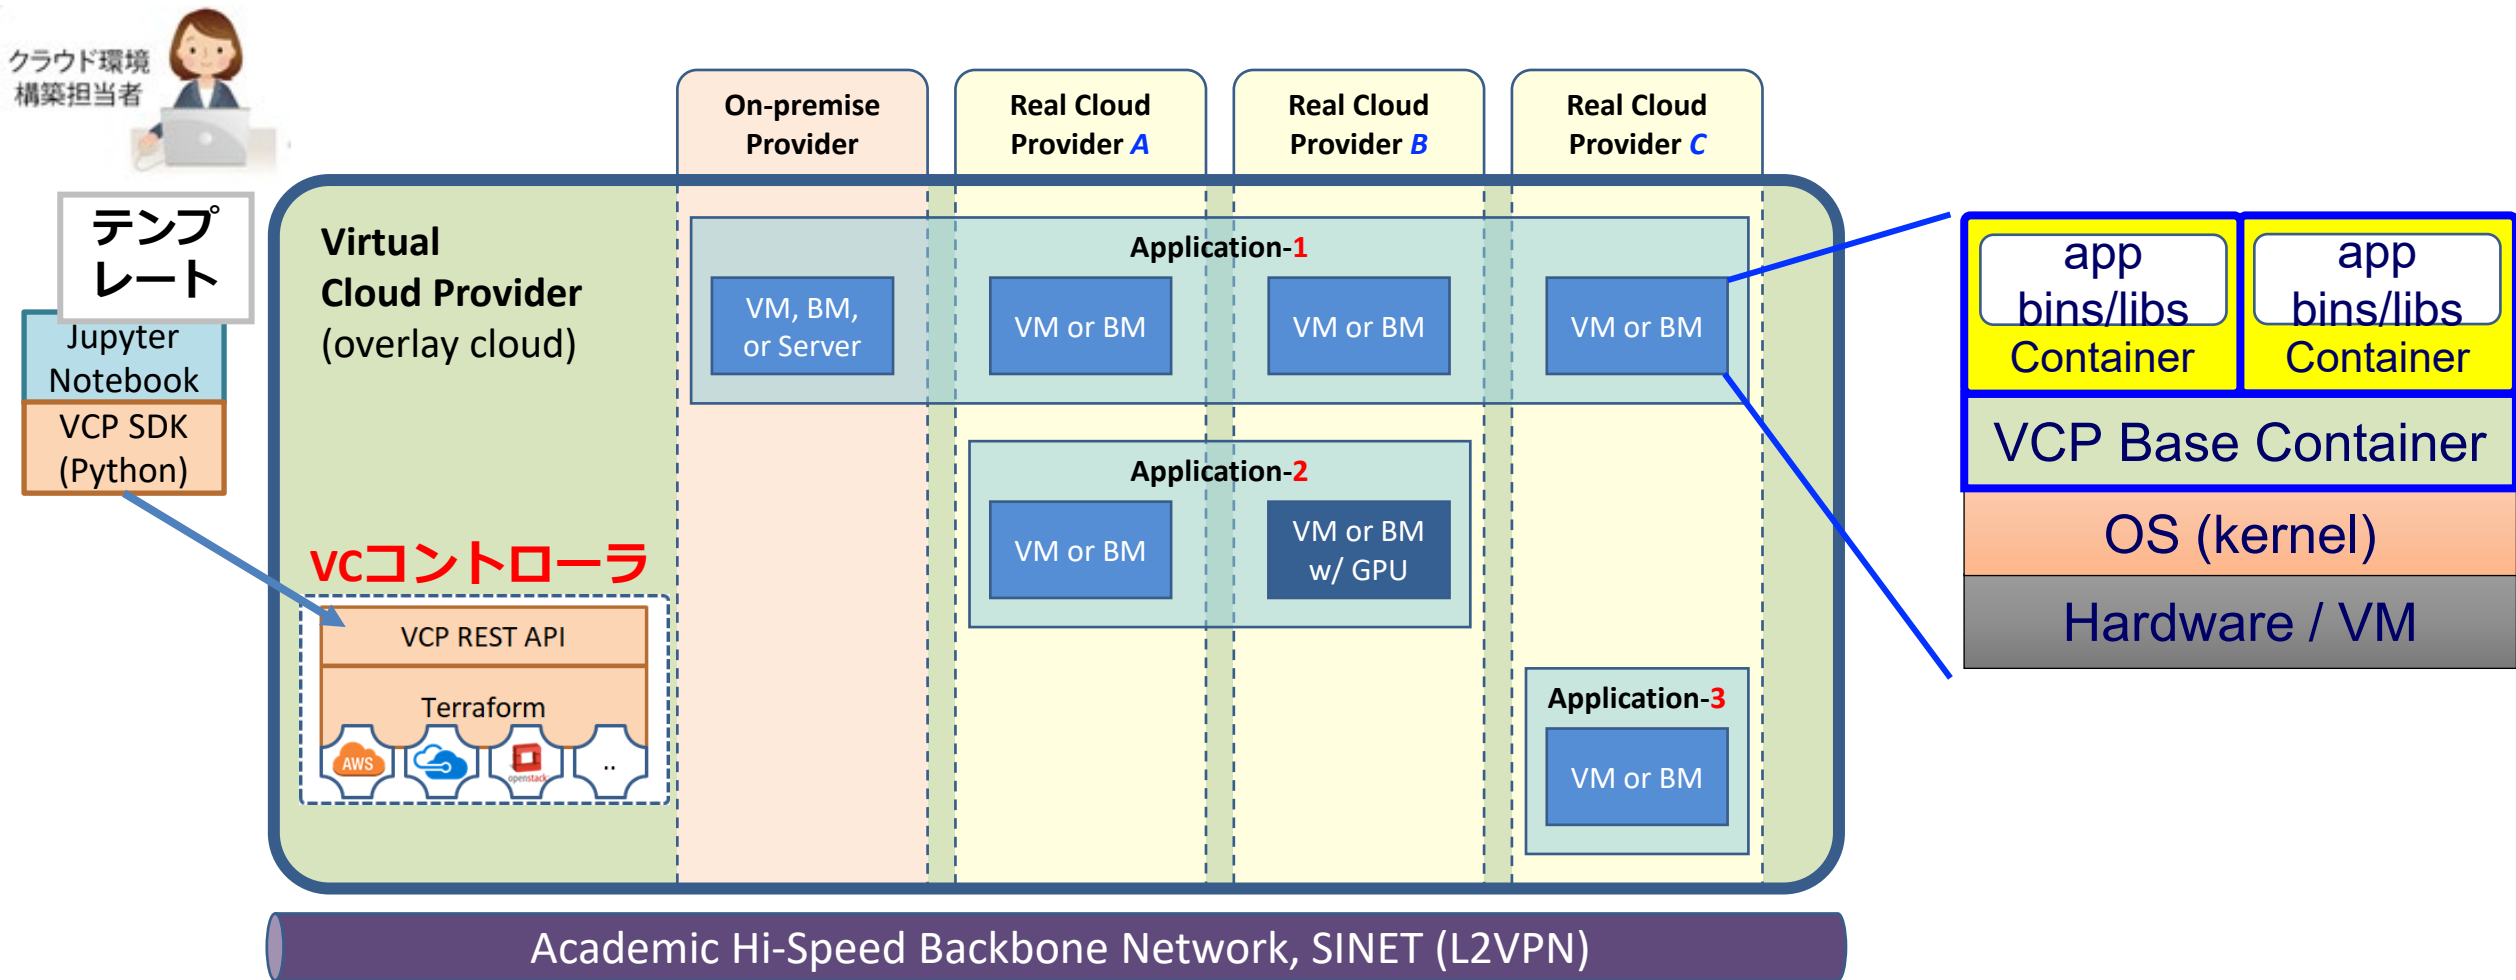 クラウド環境
構築担当者
テンプ
レート
Jupyter
Notebook
VCP SDK
(Python)
On-premise
Provider
Real Cloud
Provider A
Real Cloud
Provider B
Real Cloud
Provider C
Virtual
Cloud Provider
(overlay cloud)
VCコントローラ
VCP REST API
Terraform
AWS
openstack
..
Application-1
VM, BM,
or Server
VM or BM
VM or BM
VM or BM
Application-2
VM or BM
VM or BM
w/ GPU
Application-3
VM or BM
app
bins/libs
Container
app
bins/libs
Container
VCP Base Container
OS (kernel)
Hardware / VM
Academic Hi-Speed Backbone Network, SINET (L2VPN)